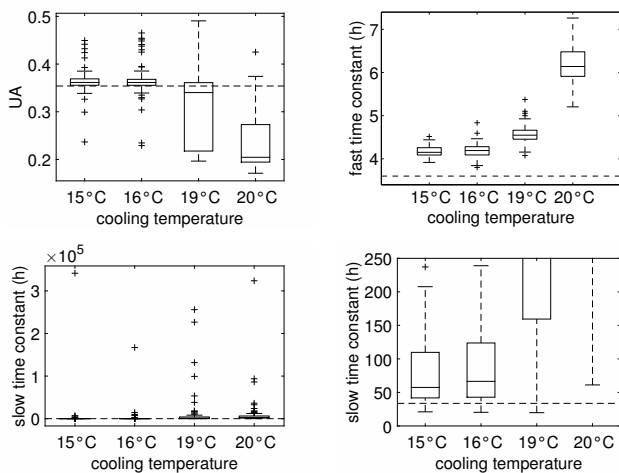 UA
0.5
0.4
0.3
0.2
15°C 16°C 19°C 20°C
cooling temperature
fast time constant (h)
7
6
5
4
15°C 16°C 19°C 20°C
cooling temperature
slow time constant (h)
×10⁵
3
2
1
0
15°C 16°C 19°C 20°C
cooling temperature
slow time constant (h)
250
200
150
100
50
0
15°C 16°C 19°C 20°C
cooling temperature